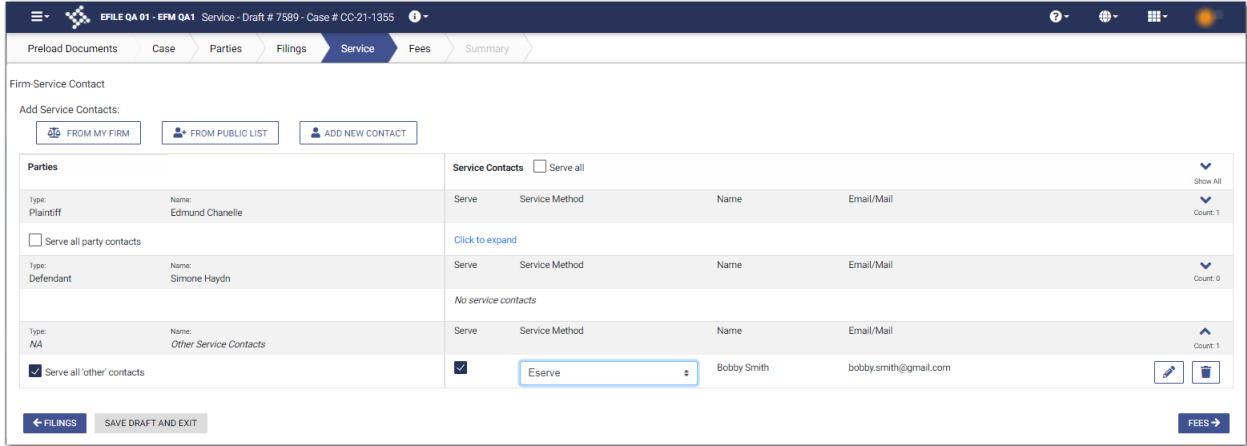 EFILE QA 01 - EFM QA1 Service - Draft # 7589 - Case # CC-21-1355
Preload Documents Case Parties Filings Service Fees Summary
Firm-Service Contact
Add Service Contacts:
FROM MY FIRM FROM PUBLIC LIST ADD NEW CONTACT
Parties Service Contacts Serve all
Show All
Type: Name: Serve Service Method Name Email/Mail
Plaintiff Edmund Chanelle Count: 1
Serve all party contacts Click to expand
Type: Name: Serve Service Method Name Email/Mail
Defendant Simone Haydn Count: 0
No service contacts
Type: Name: Serve Service Method Name Email/Mail
NA Other Service Contacts Count: 1
Serve all 'other' contacts Eserve Bobby Smith bobby.smith@gmail.com
FILINGS SAVE DRAFT AND EXIT FEES